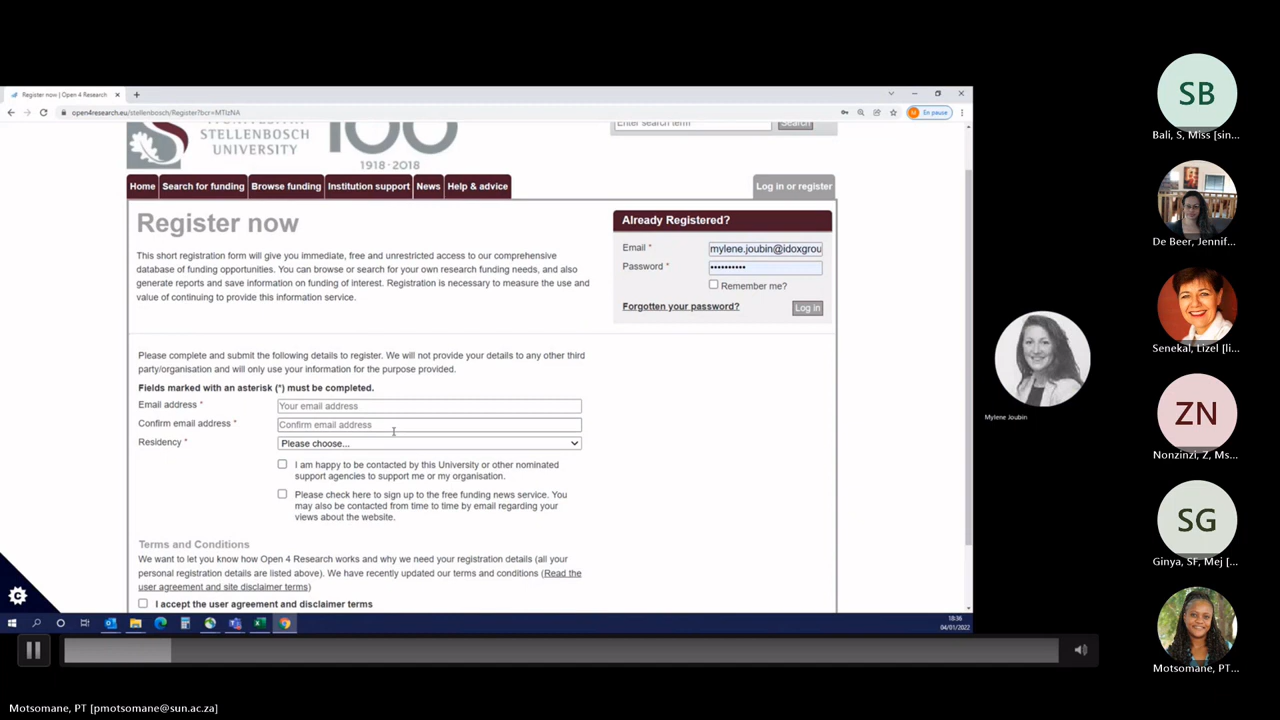 Register now | Open 4 Research
open4research.eu/stellenbosch/Register?bcr=MTIzNA
En pause
STELLENBOSCH
UNIVERSITY
100
1918-2018
Enter search term
Search
Home
Search for funding
Browse funding
Institution support
News
Help & advice
Log in or register
Register now
This short registration form will give you immediate, free and unrestricted access to our comprehensive
database of funding opportunities. You can browse or search for your own research funding needs, and also
generate reports and save information on funding of interest. Registration is necessary to measure the use and
value of continuing to provide this information service.
Already Registered?
Email * mylene.joubin@idoxgrou
Password * ••••••••••
Remember me?
Forgotten your password?
Log in
Please complete and submit the following details to register. We will not provide your details to any other third
party/organisation and will only use your information for the purpose provided.
Fields marked with an asterisk (*) must be completed.
Email address * Your email address
Confirm email address * Confirm email address
Residency * Please choose...
I am happy to be contacted by this University or other nominated
support agencies to support me or my organisation.
Please check here to sign up to the free funding news service. You
may also be contacted from time to time by email regarding your
views about the website.
Terms and Conditions
We want to let you know how Open 4 Research works and why we need your registration details (all your
personal registration details are listed above). We have recently updated our terms and conditions (Read the
user agreement and site disclaimer terms)
I accept the user agreement and disclaimer terms
18:36
04/01/2022
Mylene Joubin
SB
Bali, S, Miss [sin...
De Beer, Jennif...
Senekal, Lizel [li...
ZN
Nonzinzi, Z, Ms...
SG
Ginya, SF, Mej [...
Motsomane, PT...
Motsomane, PT [pmotsomane@sun.ac.za]